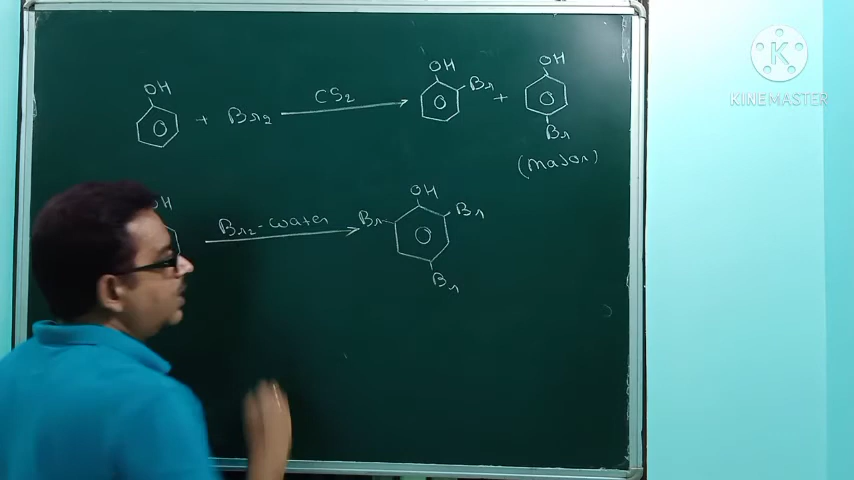 OH + Br2 CS2 OH Br + OH Br
(major)
OH Br2-water OH Br Br Br
K
KINEMASTER